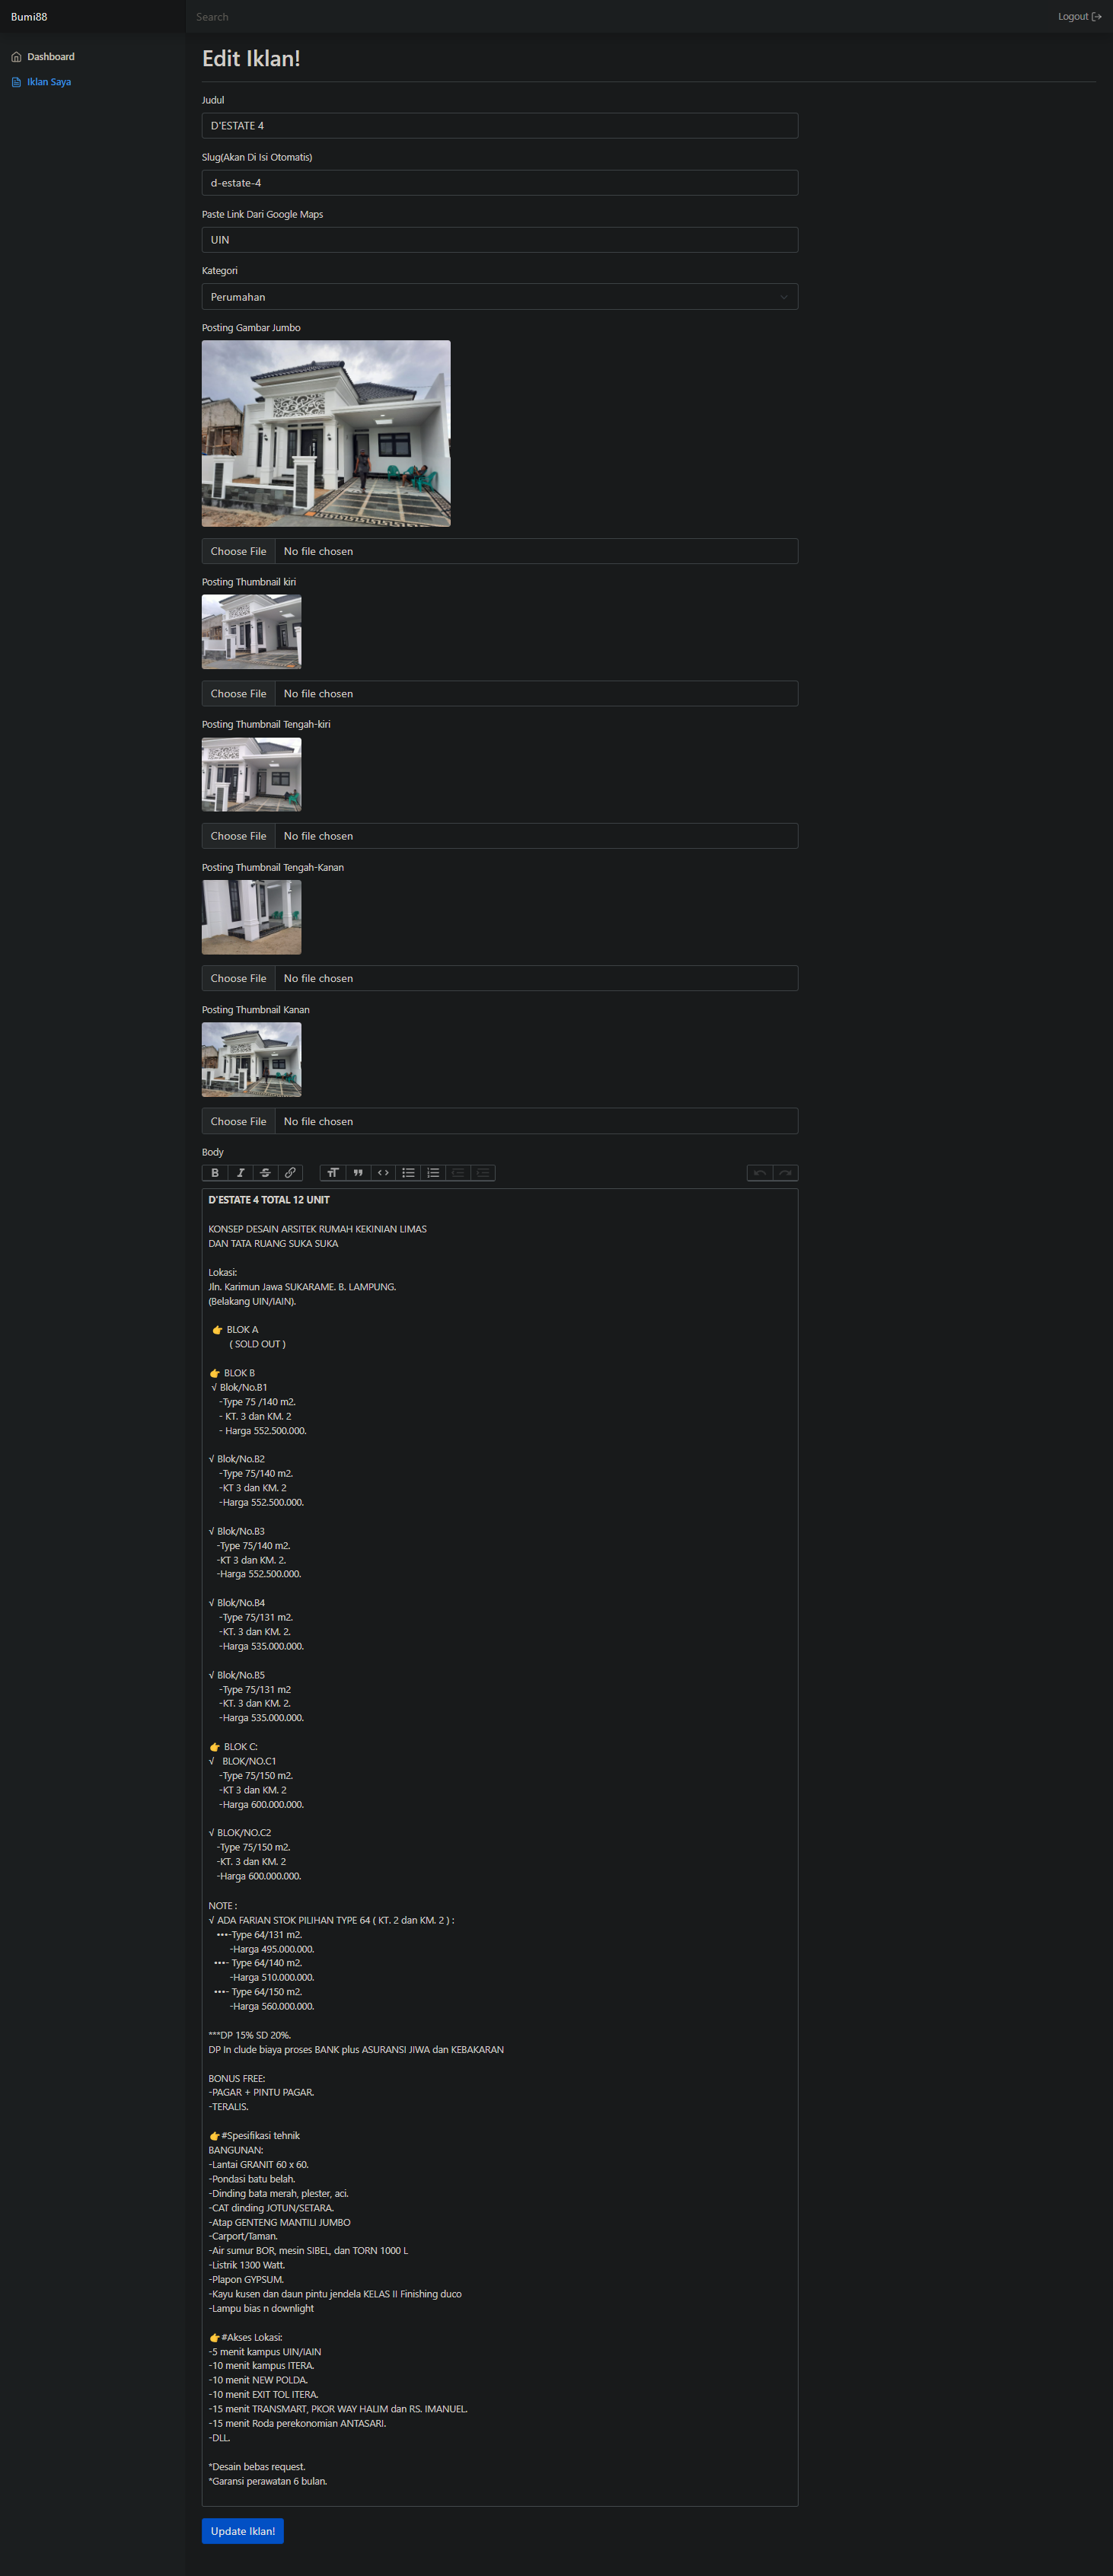 Bumi88
Search
Logout
Dashboard
Iklan Saya
Edit Iklan!
Judul
D'ESTATE 4
Slug(Akan Di Isi Otomatis)
d-estate-4
Paste Link Dari Google Maps
UIN
Kategori
Perumahan
Posting Gambar Jumbo
Choose File No file chosen
Posting Thumbnail kiri
Choose File No file chosen
Posting Thumbnail Tengah-kiri
Choose File No file chosen
Posting Thumbnail Tengah-Kanan
Choose File No file chosen
Posting Thumbnail Kanan
Choose File No file chosen
Body
D'ESTATE 4 TOTAL 12 UNIT
KONSEP DESAIN ARSITEK RUMAH KEKINIAN LIMAS
DAN TATA RUANG SUKA SUKA
Lokasi:
Jln. Karimun Jawa SUKARAME. B. LAMPUNG.
(Belakang UIN/IAIN).
👉 BLOK A
( SOLD OUT )
👉 BLOK B
√ Blok/No.B1
-Type 75 /140 m2.
- KT. 3 dan KM. 2
- Harga 552.500.000.
√ Blok/No.B2
-Type 75/140 m2.
-KT 3 dan KM. 2
-Harga 552.500.000.
√ Blok/No.B3
-Type 75/140 m2.
-KT 3 dan KM. 2.
-Harga 552.500.000.
√ Blok/No.B4
-Type 75/131 m2.
-KT. 3 dan KM. 2.
-Harga 535.000.000.
√ Blok/No.B5
-Type 75/131 m2
-KT. 3 dan KM. 2.
-Harga 535.000.000.
👉 BLOK C:
√ BLOK/NO.C1
-Type 75/150 m2.
-KT 3 dan KM. 2
-Harga 600.000.000.
√ BLOK/NO.C2
-Type 75/150 m2.
-KT. 3 dan KM. 2
-Harga 600.000.000.
NOTE :
√ ADA FARIAN STOK PILIHAN TYPE 64 ( KT. 2 dan KM. 2 ) :
•••-Type 64/131 m2.
-Harga 495.000.000.
•••- Type 64/140 m2.
-Harga 510.000.000.
•••- Type 64/150 m2.
-Harga 560.000.000.
***DP 15% SD 20%.
DP In clude biaya proses BANK plus ASURANSI JIWA dan KEBAKARAN
BONUS FREE:
-PAGAR + PINTU PAGAR.
-TERALIS.
👉#Spesifikasi tehnik
BANGUNAN:
-Lantai GRANIT 60 x 60.
-Pondasi batu belah.
-Dinding bata merah, plester, aci.
-CAT dinding JOTUN/SETARA.
-Atap GENTENG MANTILI JUMBO
-Carport/Taman.
-Air sumur BOR, mesin SIBEL, dan TORN 1000 L
-Listrik 1300 Watt.
-Plapon GYPSUM.
-Kayu kusen dan daun pintu jendela KELAS II Finishing duco
-Lampu bias n downlight
👉#Akses Lokasi:
-5 menit kampus UIN/IAIN
-10 menit kampus ITERA.
-10 menit NEW POLDA.
-10 menit EXIT TOL ITERA.
-15 menit TRANSMART, PKOR WAY HALIM dan RS. IMANUEL.
-15 menit Roda perekonomian ANTASARI.
-DLL.
*Desain bebas request.
*Garansi perawatan 6 bulan.
Update Iklan!